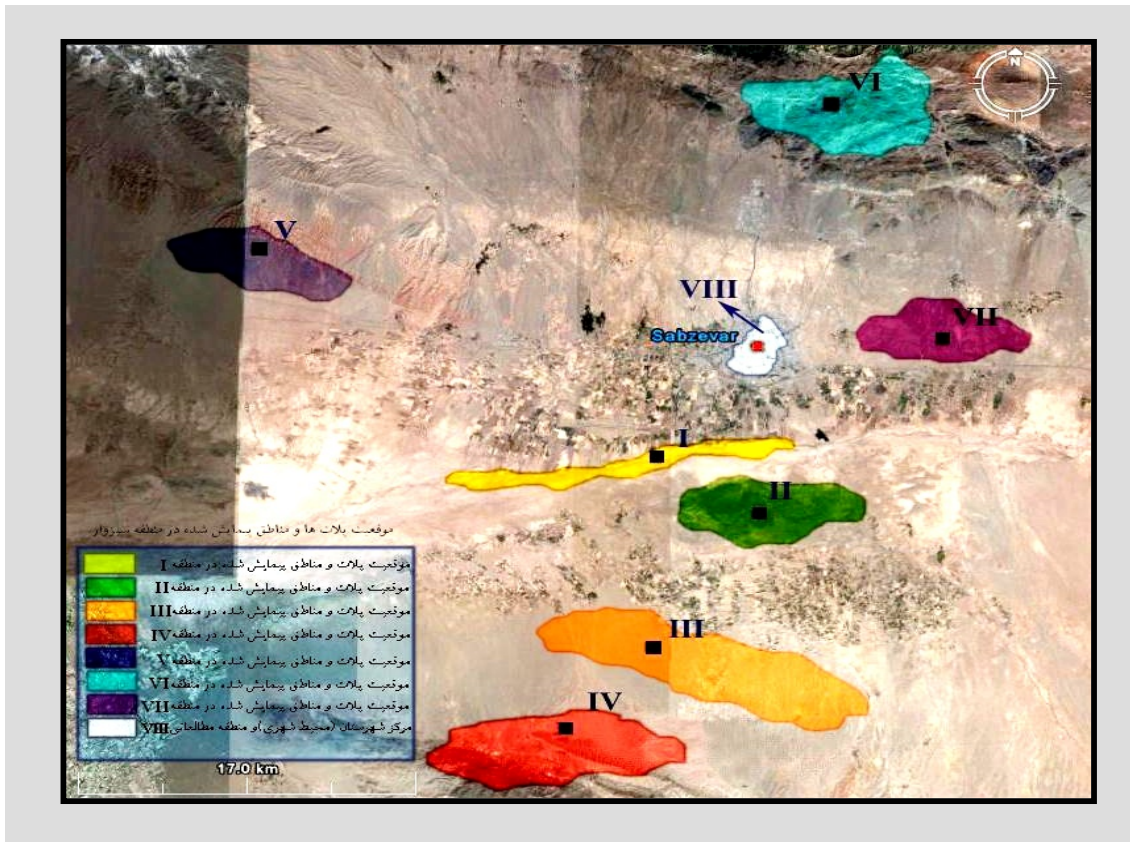 N
VI
V
VIII
Sabzevar
VII
I
II
موقعیت پلات ها و مناطق پیمایش شده در منطقه سبزوار
موقعیت پلات و مناطق پیمایش شده در منطقه I
موقعیت پلات و مناطق پیمایش شده در منطقه II
موقعیت پلات و مناطق پیمایش شده در منطقه III
موقعیت پلات و مناطق پیمایش شده در منطقه IV
موقعیت پلات و مناطق پیمایش شده در منطقه V
موقعیت پلات و مناطق پیمایش شده در منطقه VI
موقعیت پلات و مناطق پیمایش شده در منطقه VII
مرکز شهرستان (محیط شهری)و منطقه مطالعاتی VIII
III
IV
17.0 km